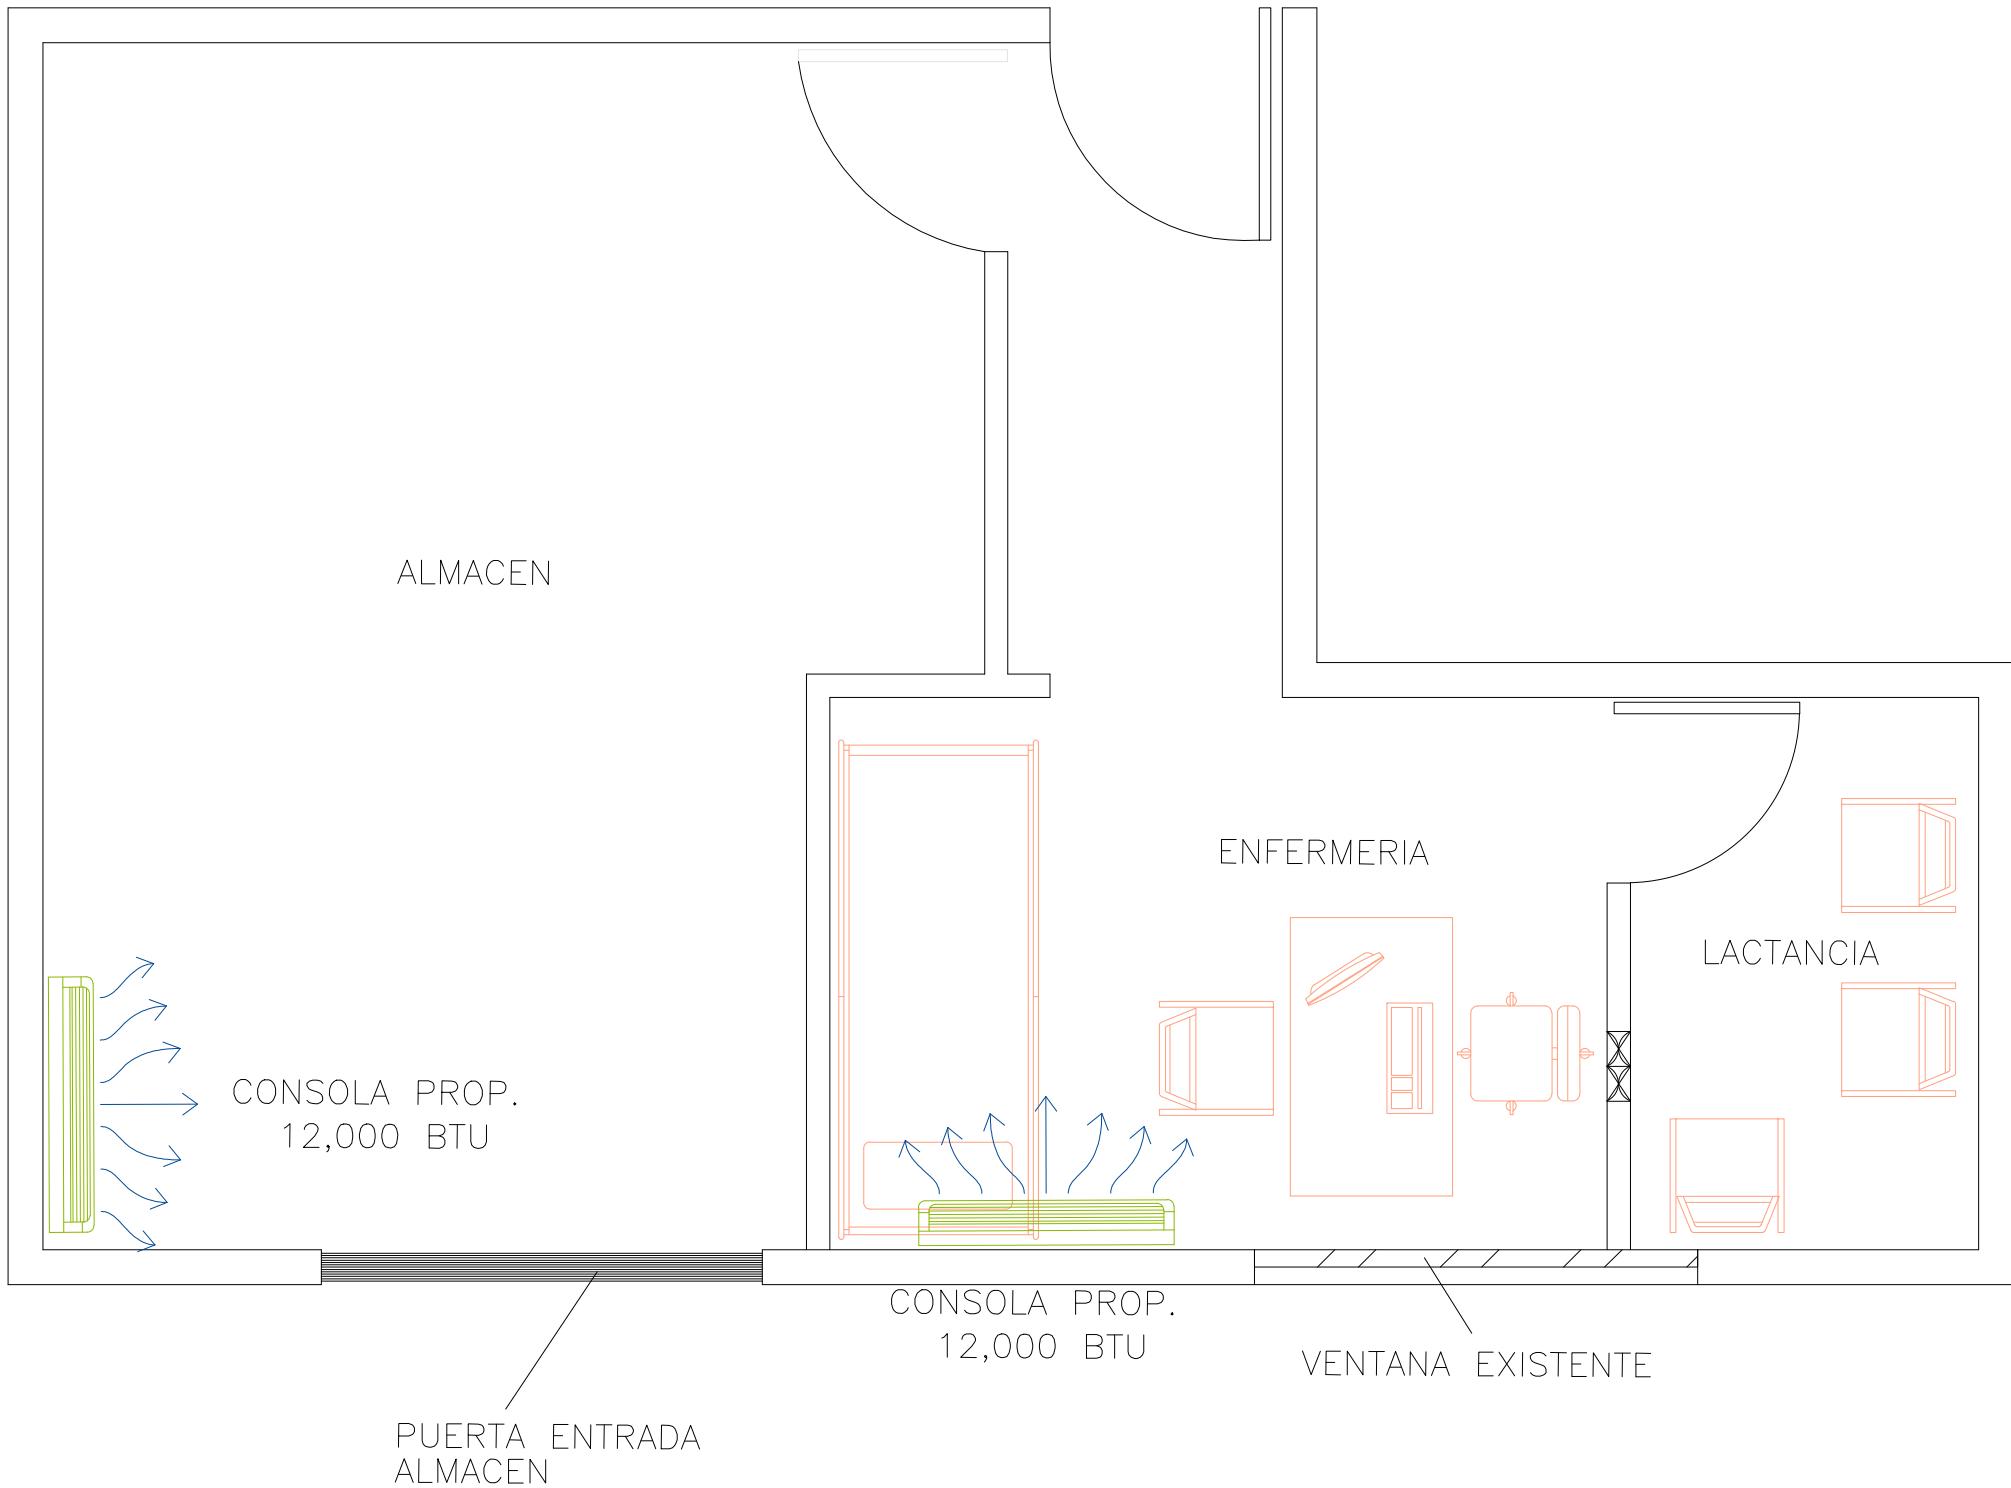 ALMACEN
ENFERMERIA
LACTANCIA
CONSOLA PROP.
12,000 BTU
CONSOLA PROP.
12,000 BTU
VENTANA EXISTENTE
PUERTA ENTRADA
ALMACEN